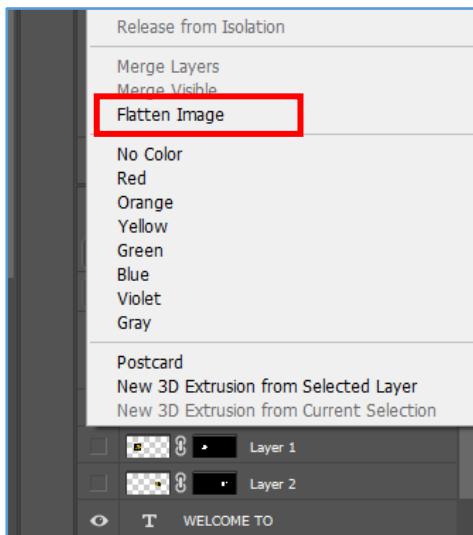 Release from Isolation
Merge Layers
Merge Visible
Flatten Image
No Color
Red
Orange
Yellow
Green
Blue
Violet
Gray
Postcard
New 3D Extrusion from Selected Layer
New 3D Extrusion from Current Selection
Layer 1
Layer 2
T WELCOME TO